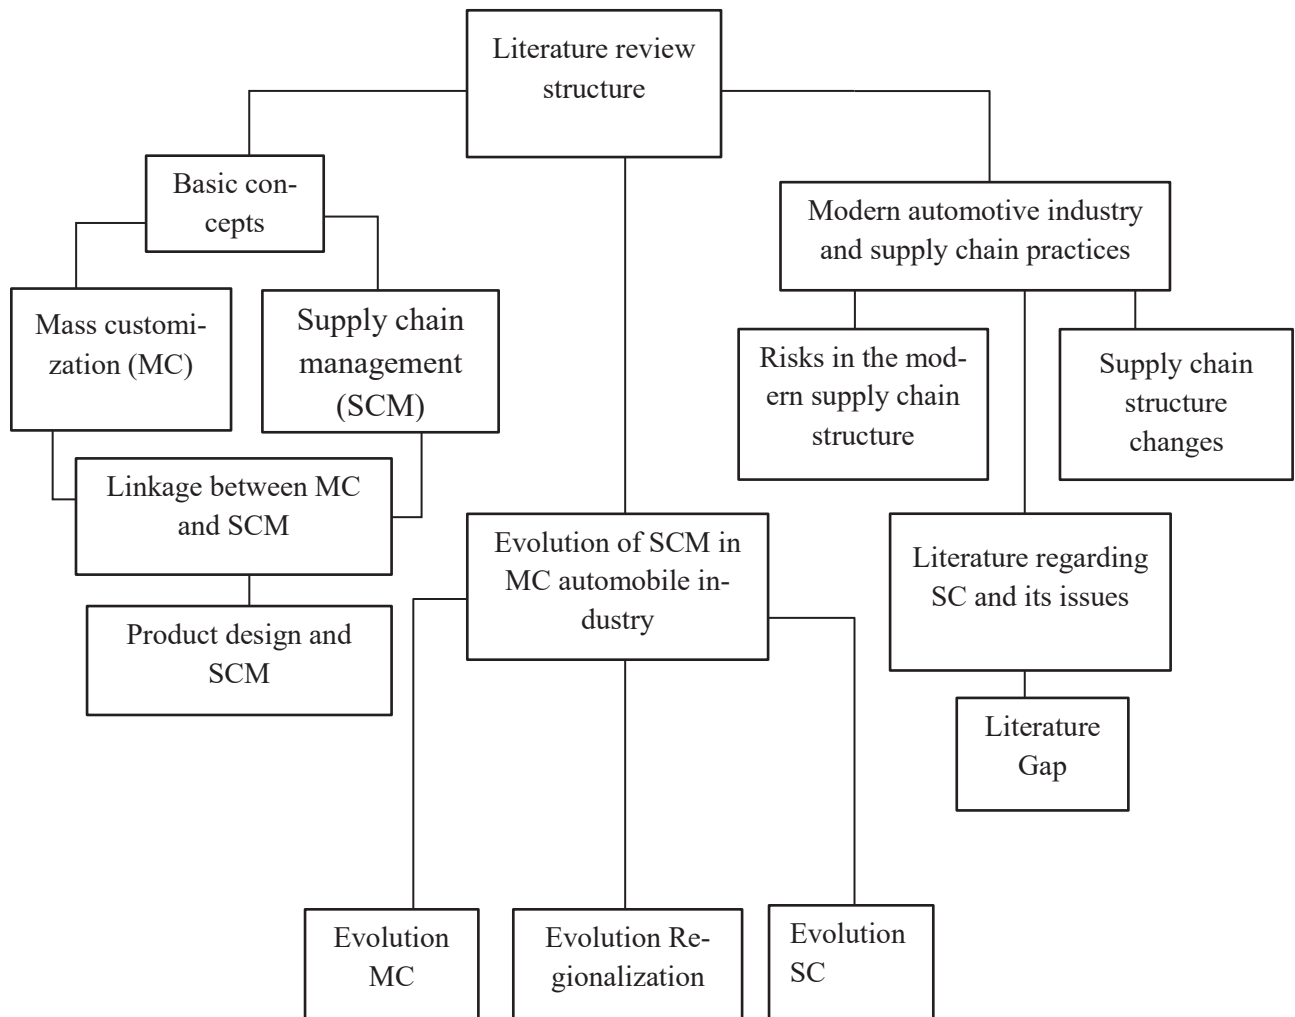 Literature review
structure
Basic con-
cepts
Mass customi-
zation (MC)
Supply chain
management
(SCM)
Linkage between MC
and SCM
Product design and
SCM
Evolution of SCM in
MC automobile in-
dustry
Evolution
MC
Evolution Re-
gionalization
Evolution
SC
Modern automotive industry
and supply chain practices
Risks in the mod-
ern supply chain
structure
Supply chain
structure
changes
Literature regarding
SC and its issues
Literature
Gap